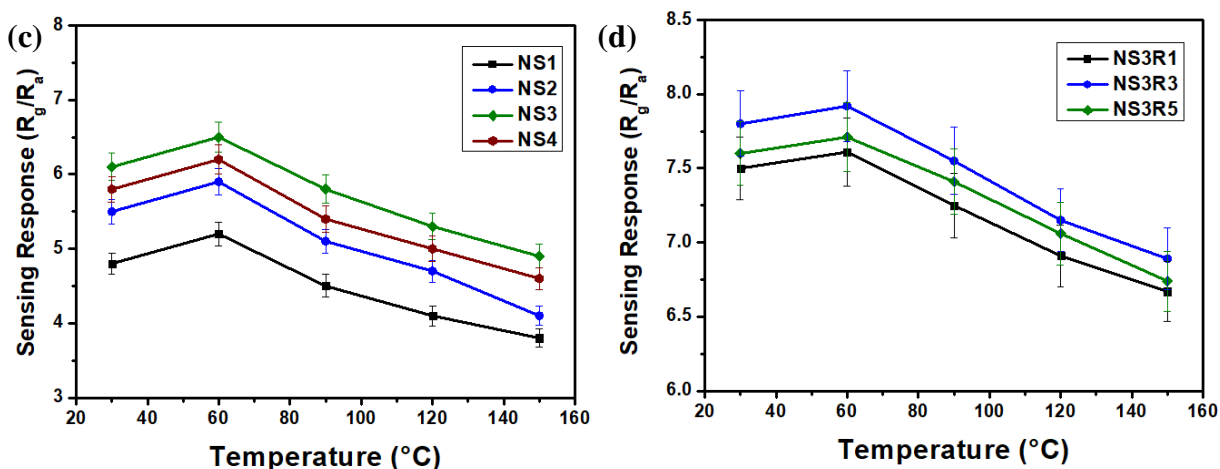 (c)
Sensing Response (Rg/Ra)
8
7
6
5
4
3
NS1
NS2
NS3
NS4
20 40 60 80 100 120 140 160
Temperature (°C)
(d)
Sensing Response (Rg/Ra)
8.5
8.0
7.5
7.0
6.5
6.0
NS3R1
NS3R3
NS3R5
20 40 60 80 100 120 140 160
Temperature (°C)